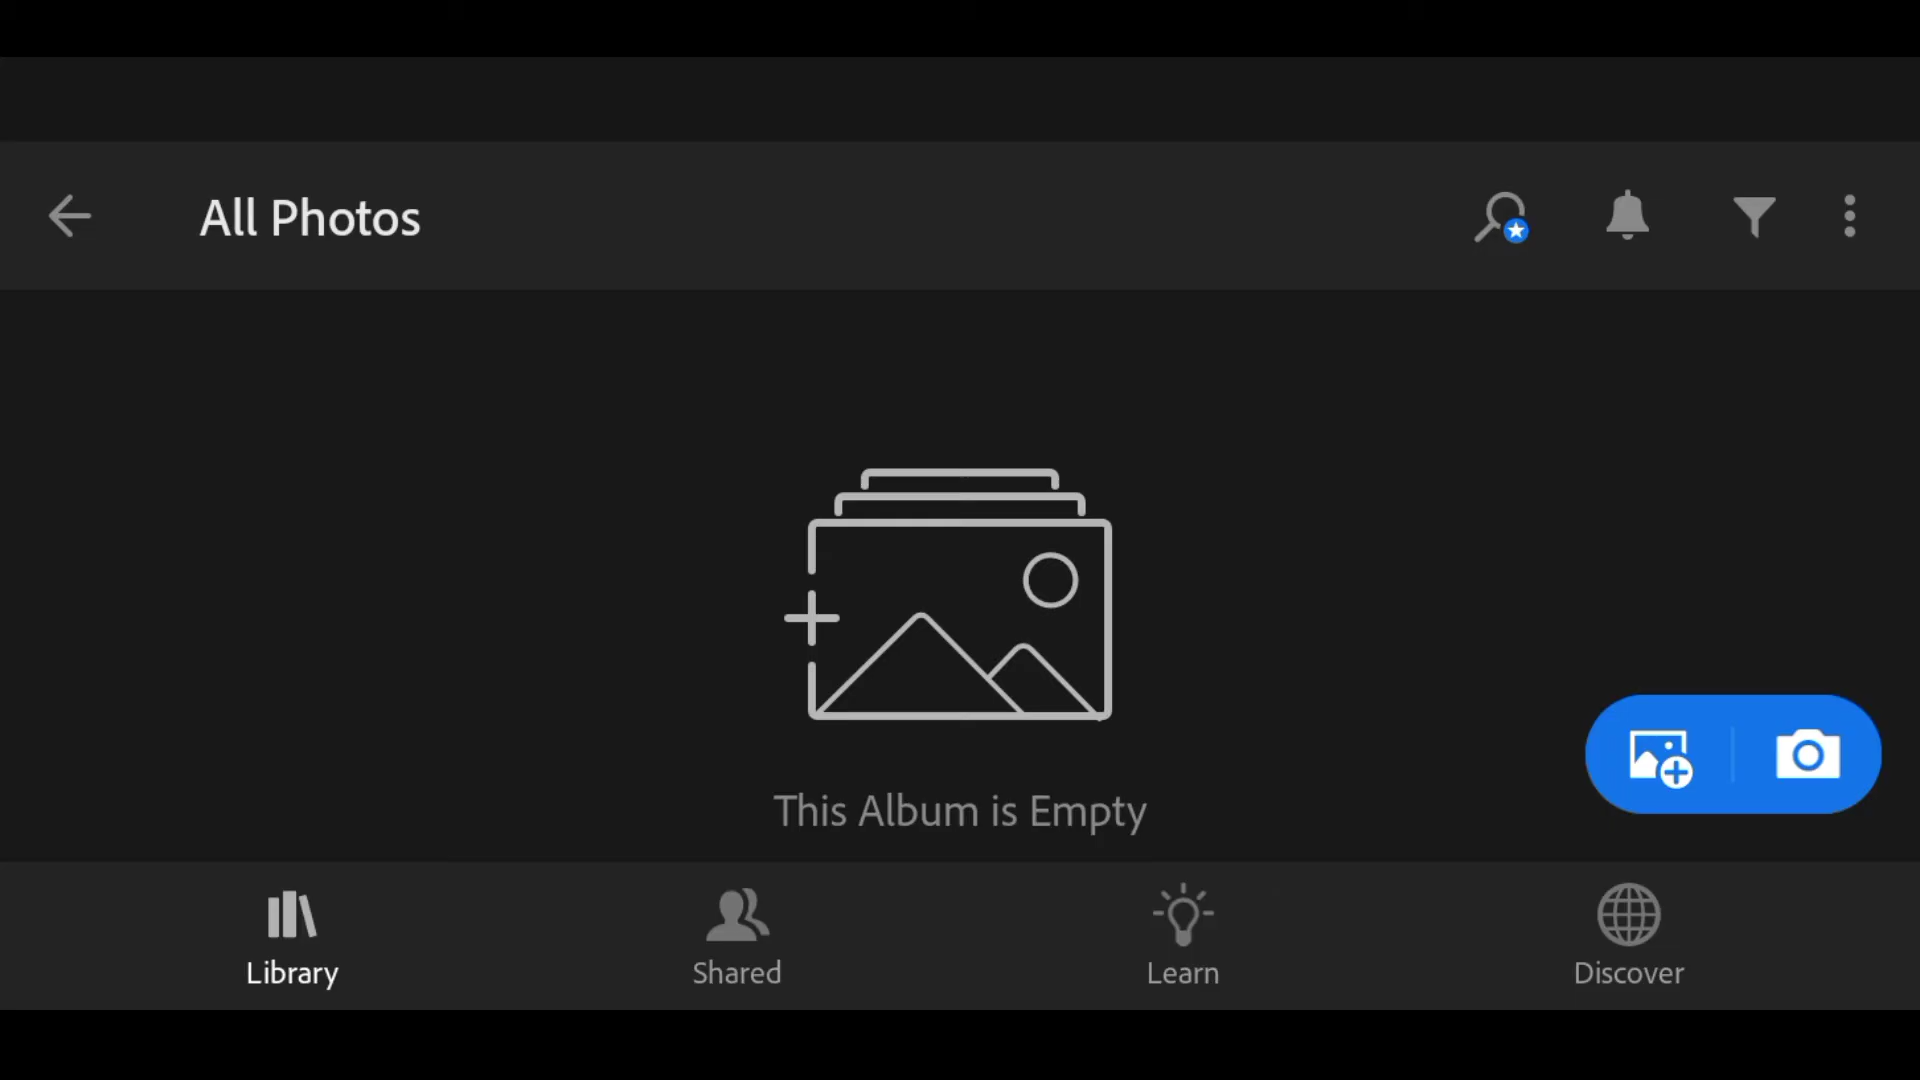 All Photos
This Album is Empty
Library
Shared
Learn
Discover